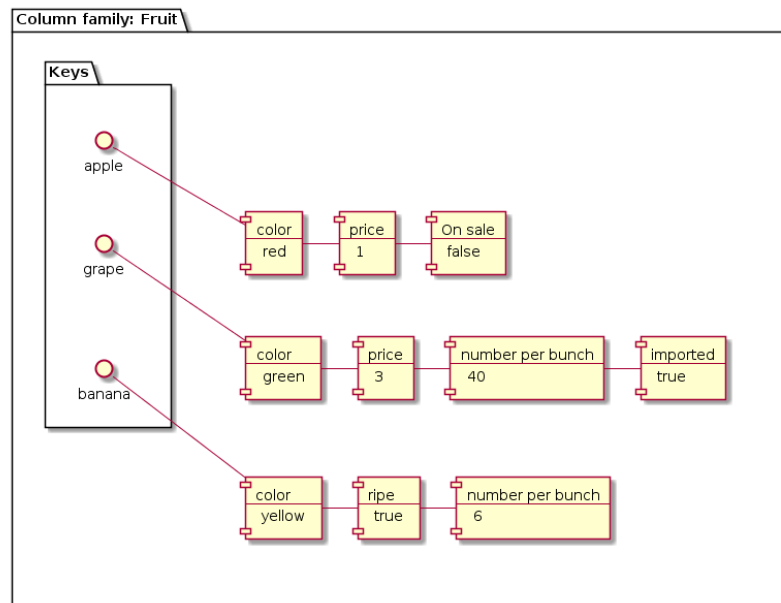 Column family: Fruit
Keys
apple
color
price
On sale
red
1
false
grape
color
price
number per bunch
imported
green
3
40
true
banana
color
ripe
number per bunch
yellow
true
6